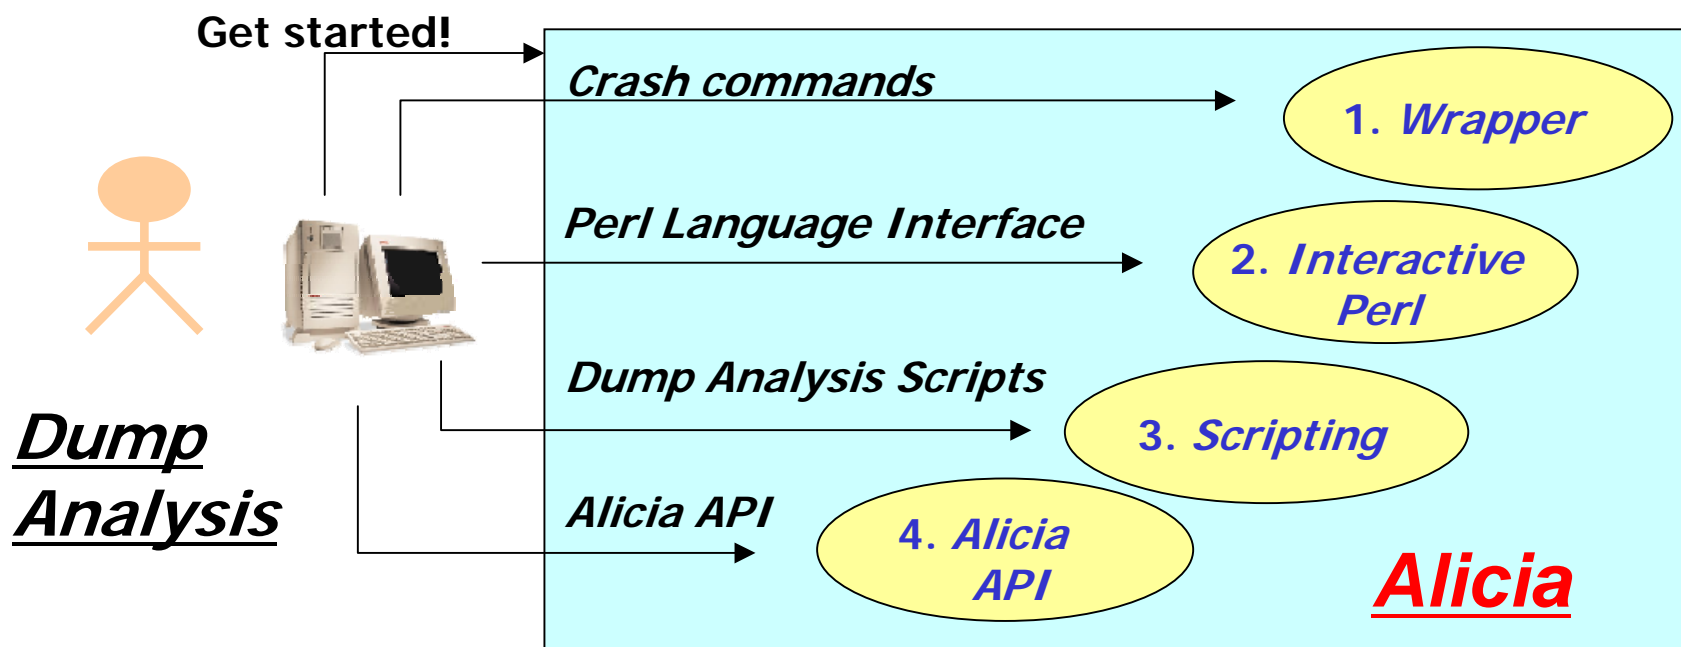 Get started!
Crash commands
1. Wrapper
Perl Language Interface
2. Interactive
Perl
Dump Analysis Scripts
3. Scripting
Dump
Analysis
Alicia API
4. Alicia
API
Alicia